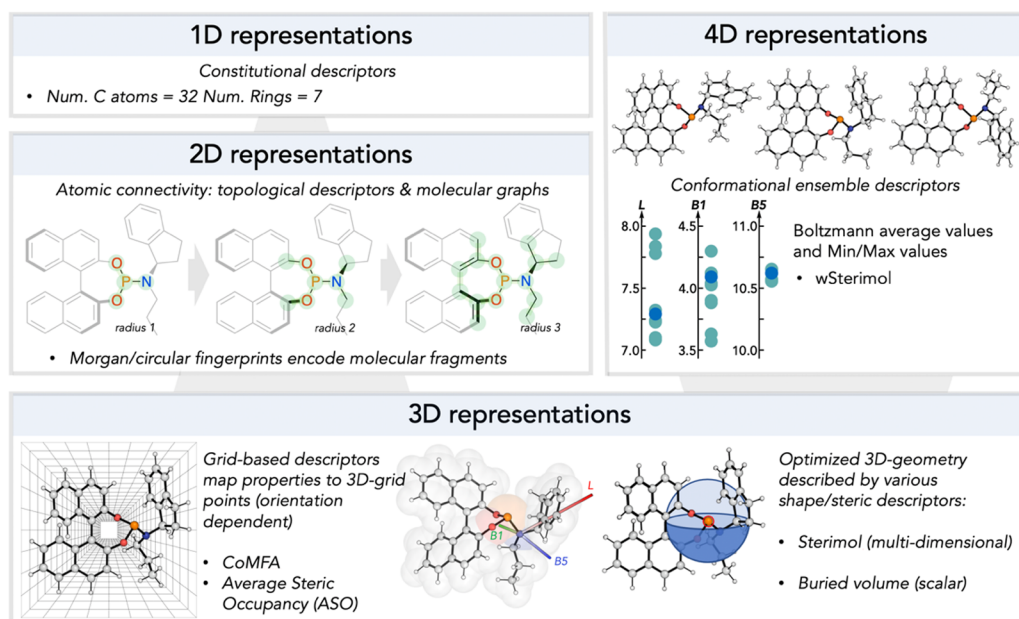 1D representations
Constitutional descriptors
• Num. C atoms = 32 Num. Rings = 7
2D representations
Atomic connectivity: topological descriptors & molecular graphs
O
P
N
O
radius 1
O
P
N
O
radius 2
O
P
N
O
radius 3
• Morgan/circular fingerprints encode molecular fragments
4D representations
Conformational ensemble descriptors
L
8.0
7.5
7.0
B1
4.5
4.0
3.5
B5
11.0
10.5
10.0
Boltzmann average values
and Min/Max values
• wSterimol
3D representations
Grid-based descriptors
map properties to 3D-grid
points (orientation
dependent)
• CoMFA
• Average Steric
Occupancy (ASO)
L
B1
B5
Optimized 3D-geometry
described by various
shape/steric descriptors:
• Sterimol (multi-dimensional)
• Buried volume (scalar)